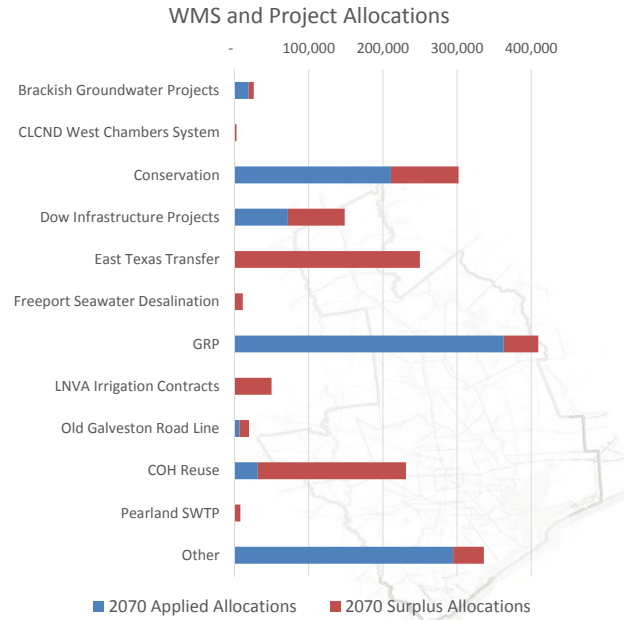 WMS and Project Allocations
- 100,000 200,000 300,000 400,000
Brackish Groundwater Projects
CLCND West Chambers System
Conservation
Dow Infrastructure Projects
East Texas Transfer
Freeport Seawater Desalination
GRP
LNVA Irrigation Contracts
Old Galveston Road Line
COH Reuse
Pearland SWTP
Other
2070 Applied Allocations 2070 Surplus Allocations